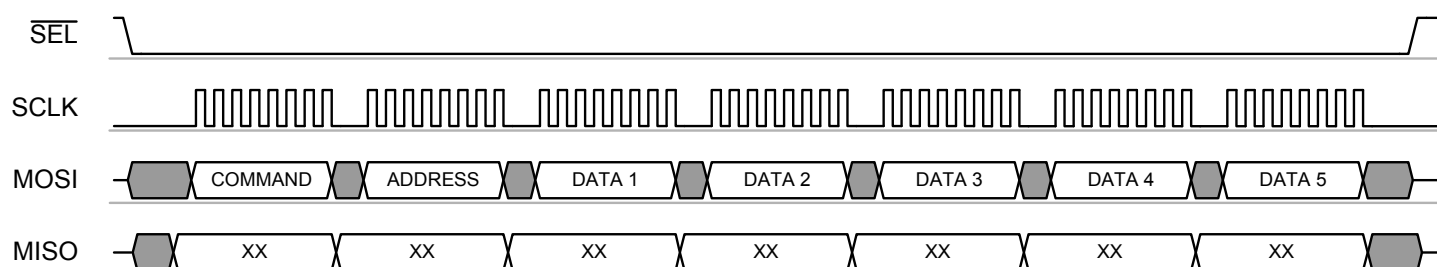 SEL
SCLK
MOSI COMMAND ADDRESS DATA 1 DATA 2 DATA 3 DATA 4 DATA 5
MISO XX XX XX XX XX XX XX